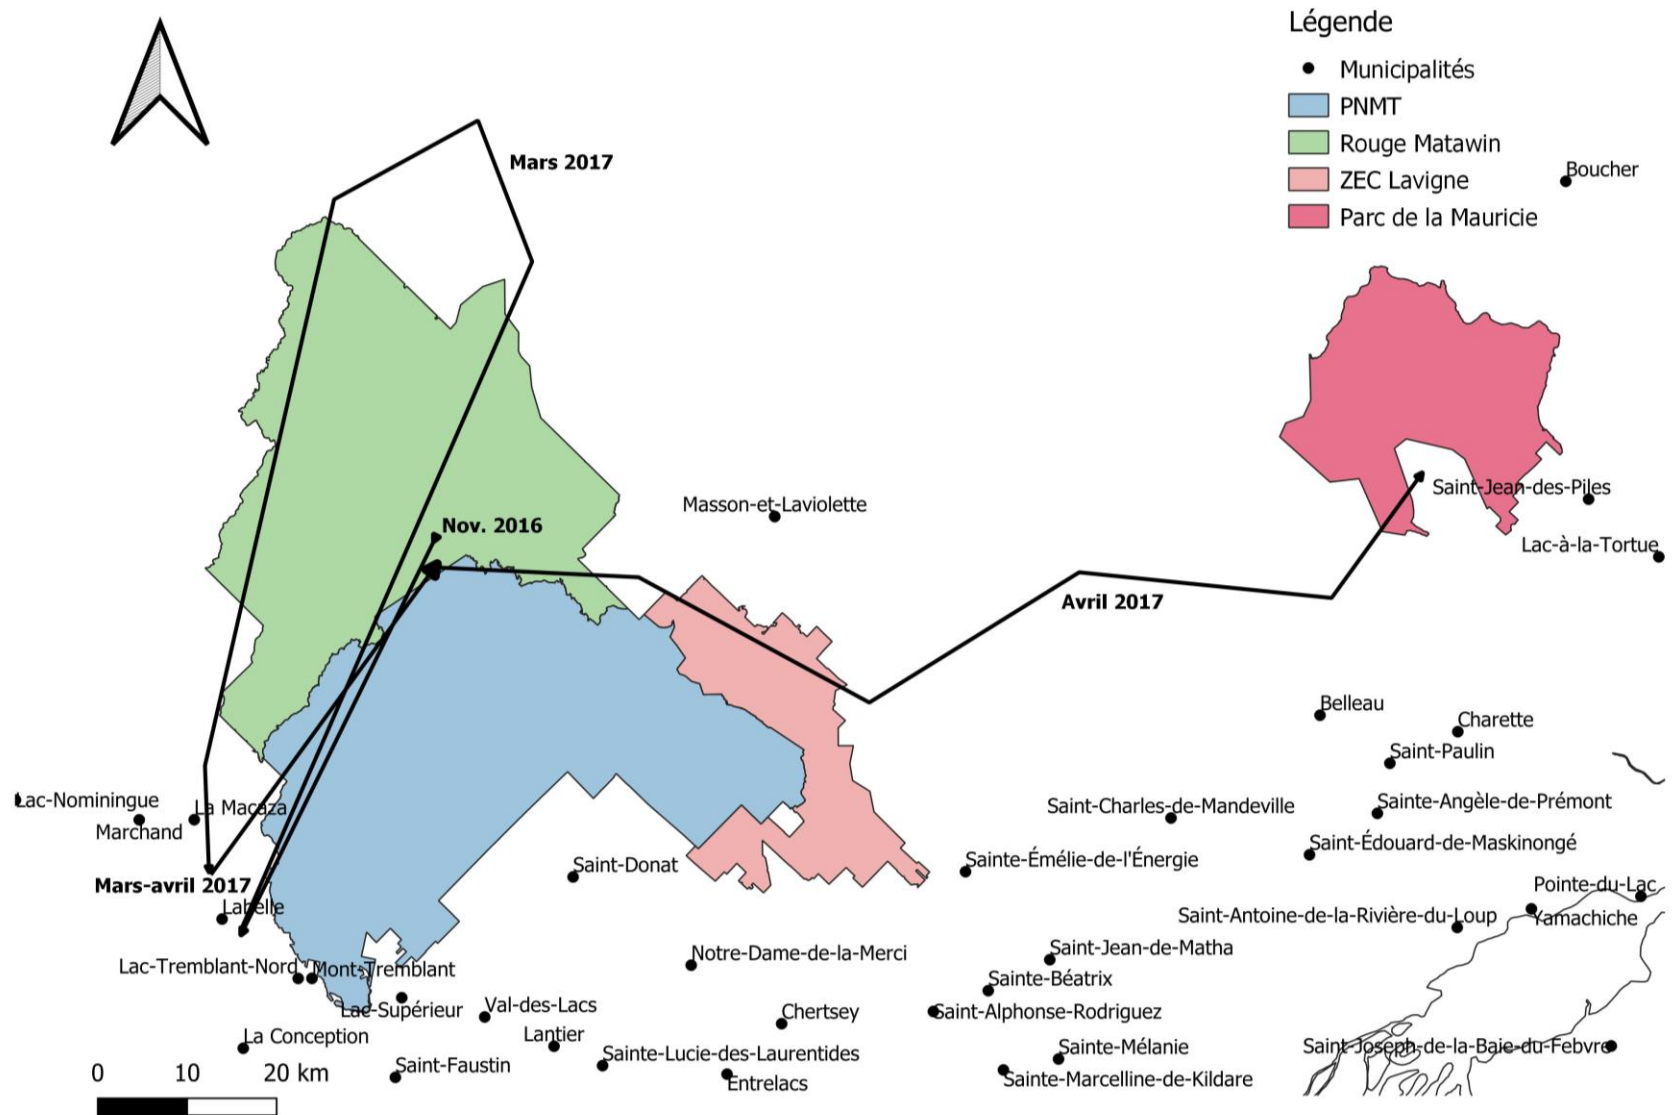 Légende
Municipalités
PNMT
Rouge Matawin
ZEC Lavigne
Parc de la Mauricie
Boucher
Mars 2017
Masson-et-Laviolette
Saint-Jean-des-Piles
Nov. 2016
Lac-à-la-Tortue
Avril 2017
Belleau
Charette
Saint-Paulin
Lac-Nominingue
La Macaza
Marchand
Saint-Charles-de-Mandeville
Sainte-Angèle-de-Prémont
Saint-Édouard-de-Maskinongé
Saint-Donat
Sainte-Émélie-de-l'Énergie
Mars-avril 2017
Labelle
Pointe-du-Lac
Saint-Antoine-de-la-Rivière-du-Loup
Yamachiche
Saint-Jean-de-Matha
Notre-Dame-de-la-Merci
Lac-Tremblant-Nord
Mont-Tremblant
Sainte-Béatrix
Lac-Supérieur
Val-des-Lacs
Chertsey
Saint-Alphonse-Rodriguez
La Conception
Lantier
Sainte-Lucie-des-Laurentides
Sainte-Mélanie
Saint-Joseph-de-la-Baie-du-Febvre
Saint-Faustin
Entrelacs
Sainte-Marcelline-de-Kildare
0 10 20 km